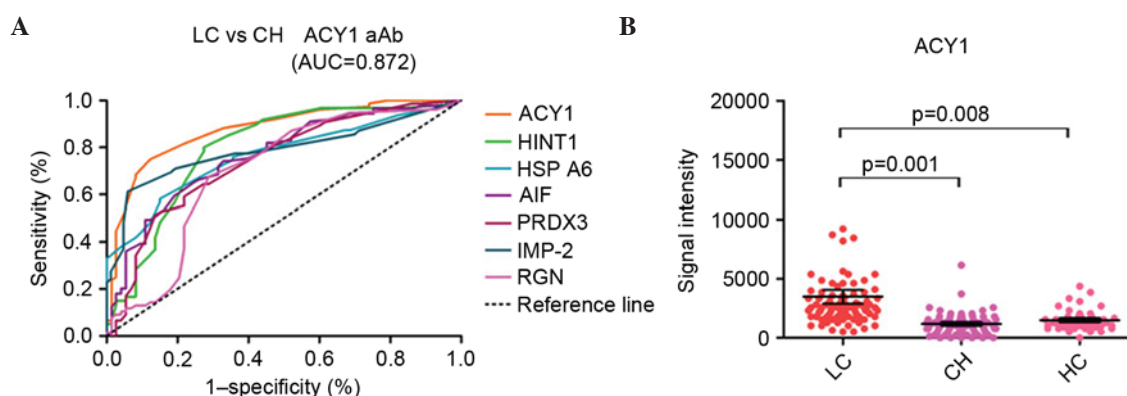 A
LC vs CH ACY1 aAb
(AUC=0.872)
Sensitivity (%)
1.0
0.8
0.6
0.4
0.2
0.0
0.0 0.2 0.4 0.6 0.8 1.0
1–specificity (%)
ACY1
HINT1
HSP A6
AIF
PRDX3
IMP-2
RGN
Reference line
B
ACY1
Signal intensity
20000
15000
10000
5000
0
p=0.008
p=0.001
LC CH HC